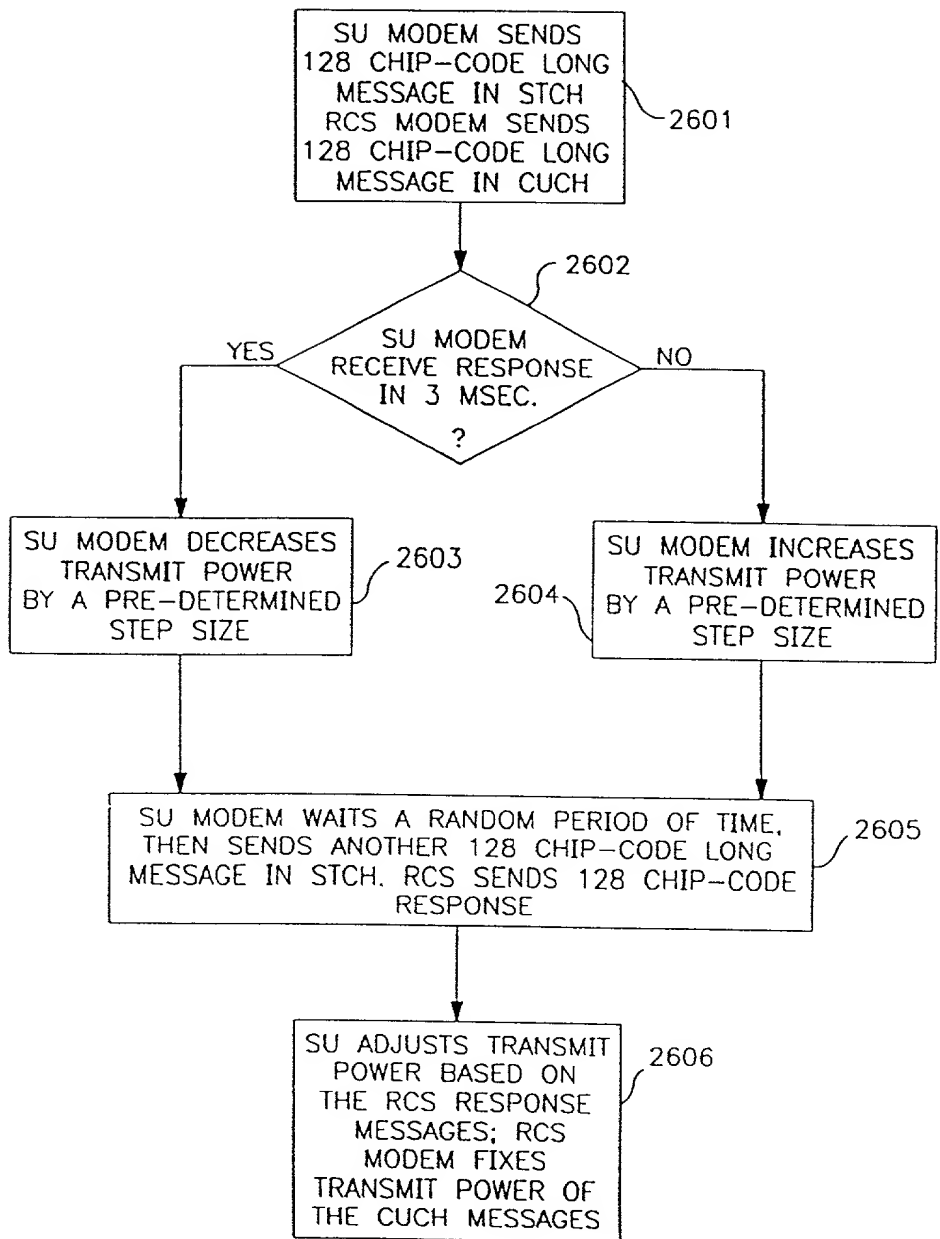 SU MODEM SENDS
128 CHIP-CODE LONG
MESSAGE IN STCH
RCS MODEM SENDS
128 CHIP-CODE LONG
MESSAGE IN CUCH
2601
2602
SU MODEM
RECEIVE RESPONSE
IN 3 MSEC.
?
YES
NO
SU MODEM DECREASES
TRANSMIT POWER
BY A PRE-DETERMINED
STEP SIZE
2603
SU MODEM INCREASES
TRANSMIT POWER
BY A PRE-DETERMINED
STEP SIZE
2604
SU MODEM WAITS A RANDOM PERIOD OF TIME,
THEN SENDS ANOTHER 128 CHIP-CODE LONG
MESSAGE IN STCH. RCS SENDS 128 CHIP-CODE
RESPONSE
2605
SU ADJUSTS TRANSMIT
POWER BASED ON
THE RCS RESPONSE
MESSAGES; RCS
MODEM FIXES
TRANSMIT POWER OF
THE CUCH MESSAGES
2606